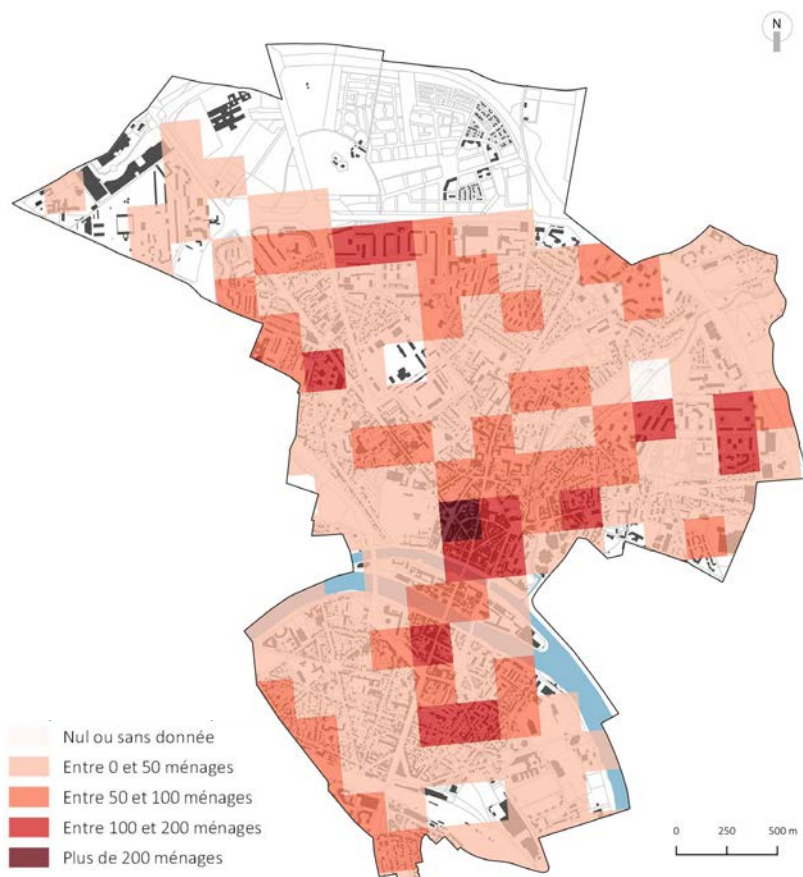 N
Nul ou sans donnée
Entre 0 et 50 ménages
Entre 50 et 100 ménages
Entre 100 et 200 ménages
Plus de 200 ménages
0 250 500 m